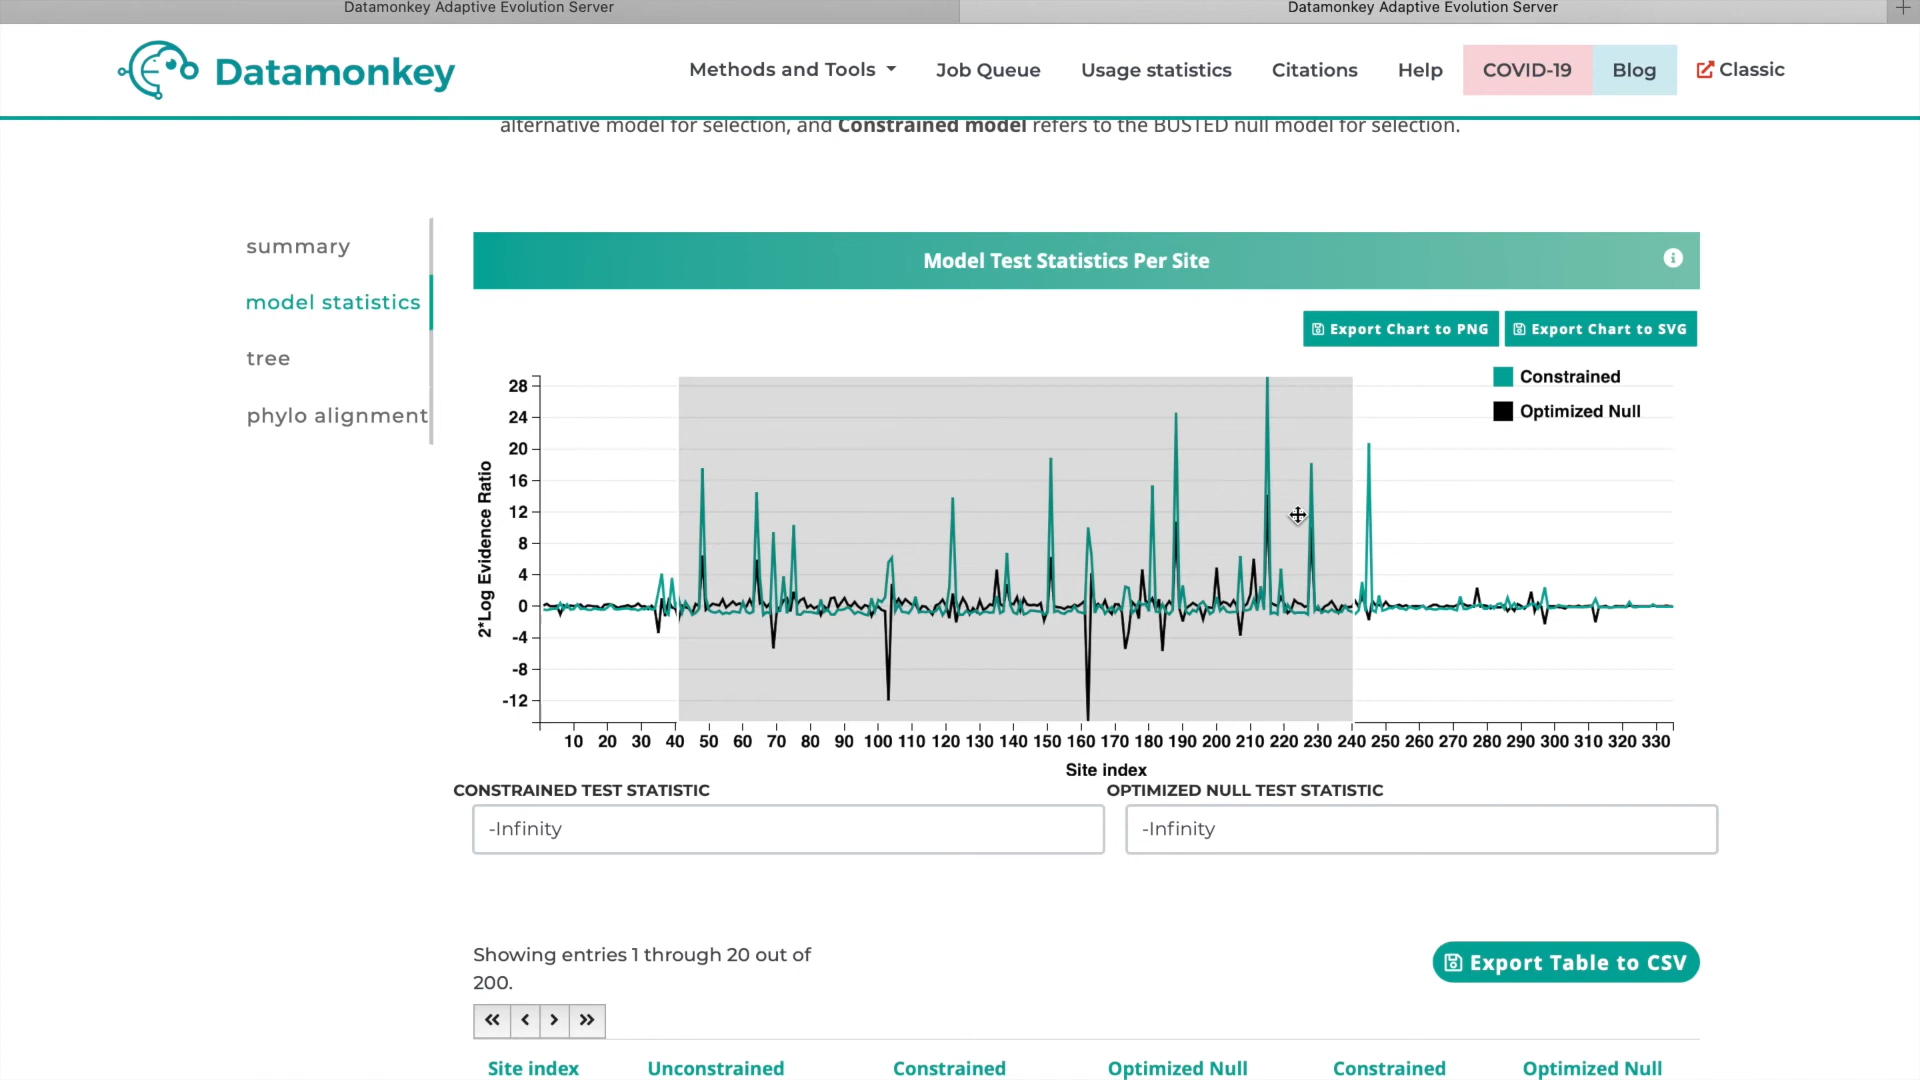 Datamonkey Adaptive Evolution Server
Datamonkey Adaptive Evolution Server
Datamonkey
Methods and Tools
Job Queue
Usage statistics
Citations
Help
COVID-19
Blog
Classic
alternative model for selection, and Constrained model refers to the BUSTED null model for selection.
summary
model statistics
tree
phylo alignment
Model Test Statistics Per Site
Export Chart to PNG
Export Chart to SVG
Constrained
Optimized Null
2*Log Evidence Ratio
28
24
20
16
12
8
4
0
-4
-8
-12
10 20 30 40 50 60 70 80 90 100 110 120 130 140 150 160 170 180 190 200 210 220 230 240 250 260 270 280 290 300 310 320 330
Site index
CONSTRAINED TEST STATISTIC
OPTIMIZED NULL TEST STATISTIC
-Infinity
-Infinity
Showing entries 1 through 20 out of
200.
Export Table to CSV
Site index Unconstrained Constrained Optimized Null Constrained Optimized Null